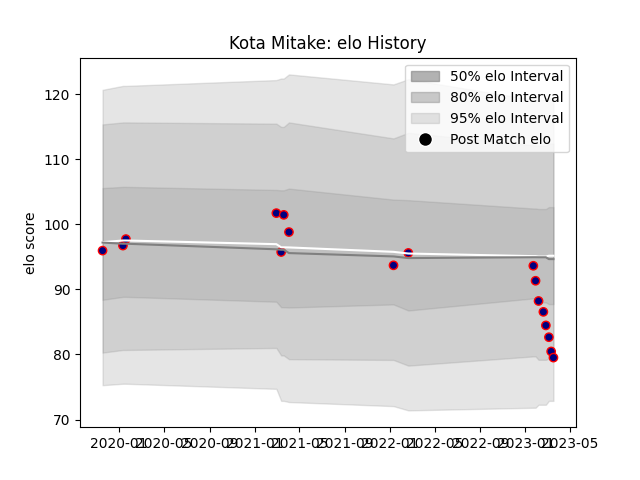 Kota Mitake: elo History
50% elo Interval
80% elo Interval
95% elo Interval
Post Match elo
elo score
120
110
100
90
80
70
2020-01 2020-05 2020-09 2021-01 2021-05 2021-09 2022-01 2022-05 2022-09 2023-01 2023-05